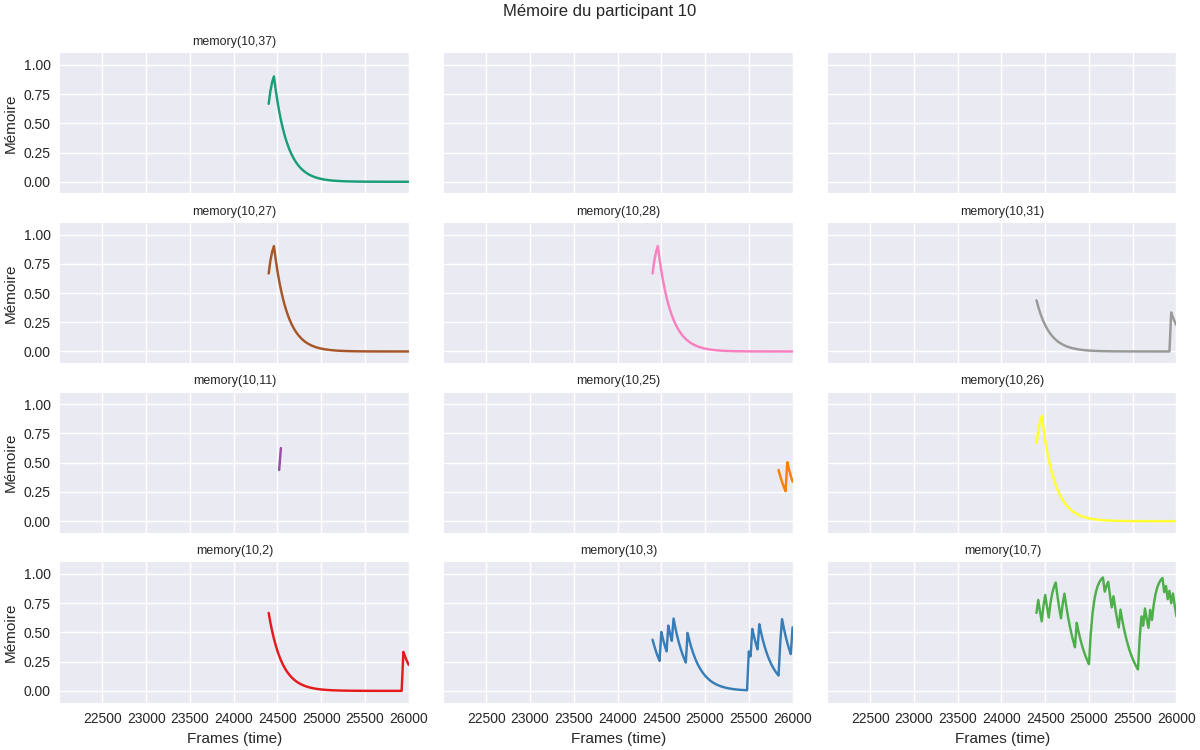 Mémoire du participant 10
memory(10,37)
Mémoire
1.00
0.75
0.50
0.25
0.00
memory(10,27)
memory(10,28)
memory(10,31)
Mémoire
1.00
0.75
0.50
0.25
0.00
memory(10,11)
memory(10,25)
memory(10,26)
Mémoire
1.00
0.75
0.50
0.25
0.00
memory(10,2)
memory(10,3)
memory(10,7)
Mémoire
1.00
0.75
0.50
0.25
0.00
22500 23000 23500 24000 24500 25000 25500 26000
22500 23000 23500 24000 24500 25000 25500 26000
22500 23000 23500 24000 24500 25000 25500 26000
Frames (time)
Frames (time)
Frames (time)